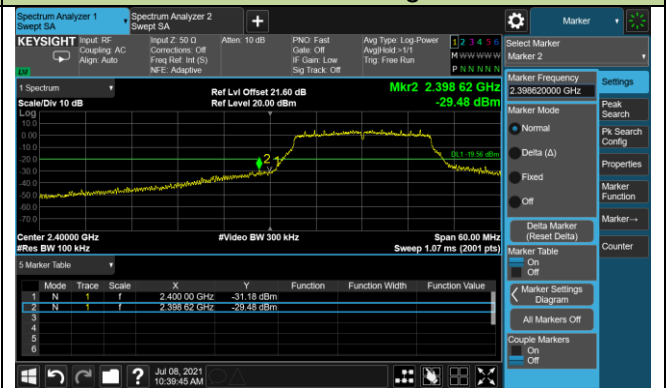 Spectrum Analyzer 1
Swept SA
Spectrum Analyzer 2
Swept SA
+
Marker
KEYSIGHT
Input: RF
Coupling: AC
Align: Auto
Input Z: 50 Ω
Corrections: Off
Freq Ref: Int (S)
NFE: Adaptive
Atten: 10 dB
PNO: Fast
Gate: Off
IF Gain: Low
Sig Track: Off
Avg Type: Log-Power
Avg|Hold:>1/1
Trig: Free Run
1 2 3 4 5 6
M W W W W W
P N N N N N
LXI
Select Marker
Marker 2
1 Spectrum
Scale/Div 10 dB
Ref Lvl Offset 21.60 dB
Ref Level 20.00 dBm
Mkr2 2.398 62 GHz
-29.48 dBm
Log
10.0
0.00
-10.0
-20.0
-30.0
-40.0
-50.0
-60.0
-70.0
2
1
DL1 -19.56 dBm
Center 2.40000 GHz
#Res BW 100 kHz
#Video BW 300 kHz
Span 60.00 MHz
Sweep 1.07 ms (2001 pts)
5 Marker Table
Mode Trace Scale X Y Function Function Width Function Value
1 N 1 f 2.400 00 GHz -31.18 dBm
2 N 1 f 2.398 62 GHz -29.48 dBm
3
4
5
6
Marker Frequency
2.398620000 GHz
Marker Mode
Normal
Delta (Δ)
Fixed
Off
Delta Marker
(Reset Delta)
Marker Table
On
Off
Marker Settings
Diagram
All Markers Off
Couple Markers
On
Off
Settings
Peak
Search
Pk Search
Config
Properties
Marker
Function
Marker→
Counter
?
Jul 08, 2021
10:39:45 AM